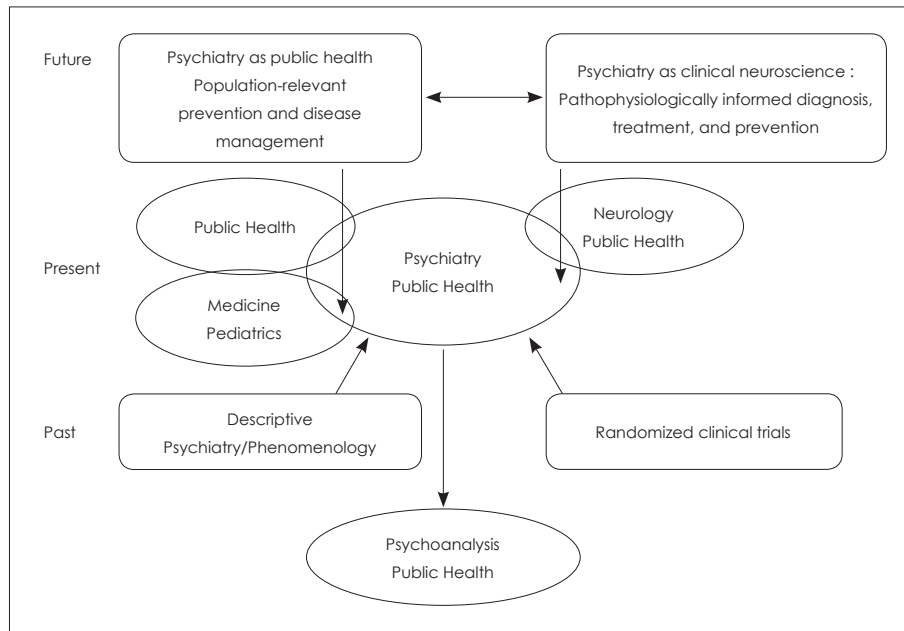 Future
Psychiatry as public health
Population-relevant
prevention and disease
management
Psychiatry as clinical neuroscience :
Pathophysiologically informed diagnosis,
treatment, and prevention
Public Health
Neurology
Public Health
Present
Psychiatry
Public Health
Medicine
Pediatrics
Past
Descriptive
Psychiatry/Phenomenology
Randomized clinical trials
Psychoanalysis
Public Health